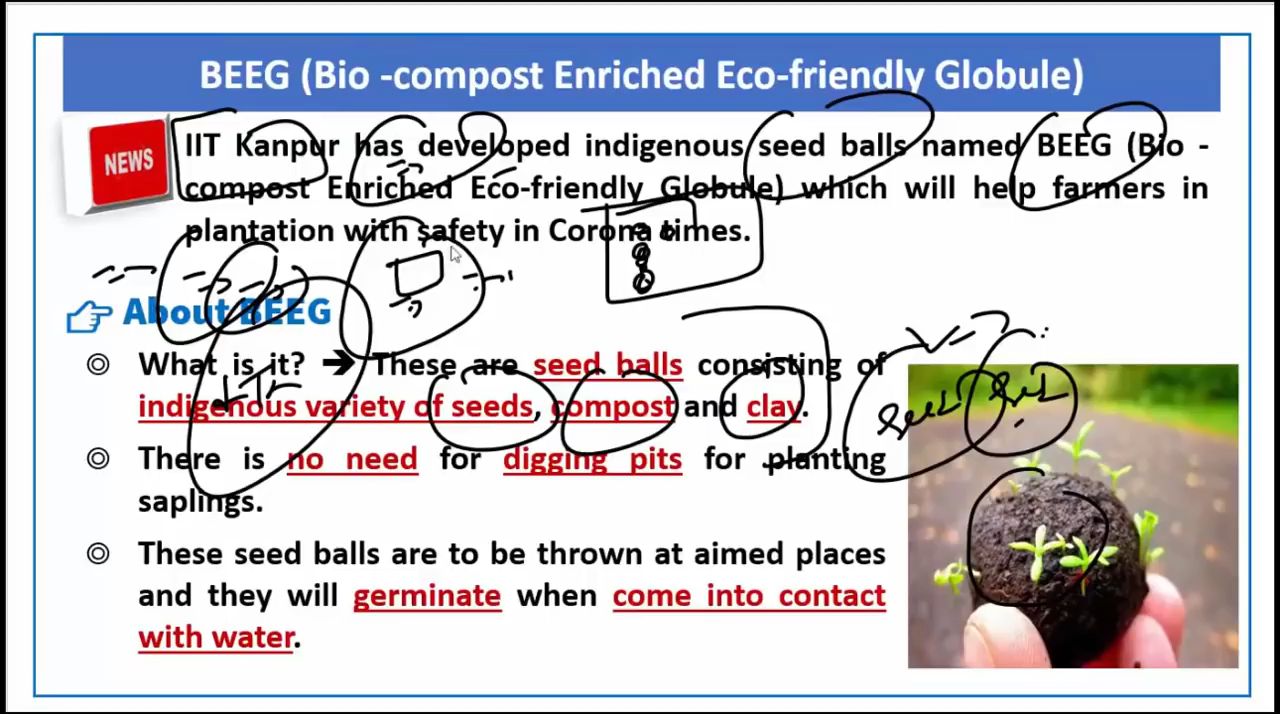 BEEG (Bio -compost Enriched Eco-friendly Globule)
NEWS
IIT Kanpur has developed indigenous seed balls named BEEG (Bio -
compost Enriched Eco-friendly Globule) which will help farmers in
plantation with safety in Corona times.
About BEEG
What is it? ➔ These are seed balls consisting of
indigenous variety of seeds, compost and clay.
There is no need for digging pits for planting
saplings.
These seed balls are to be thrown at aimed places
and they will germinate when come into contact
with water.
seed